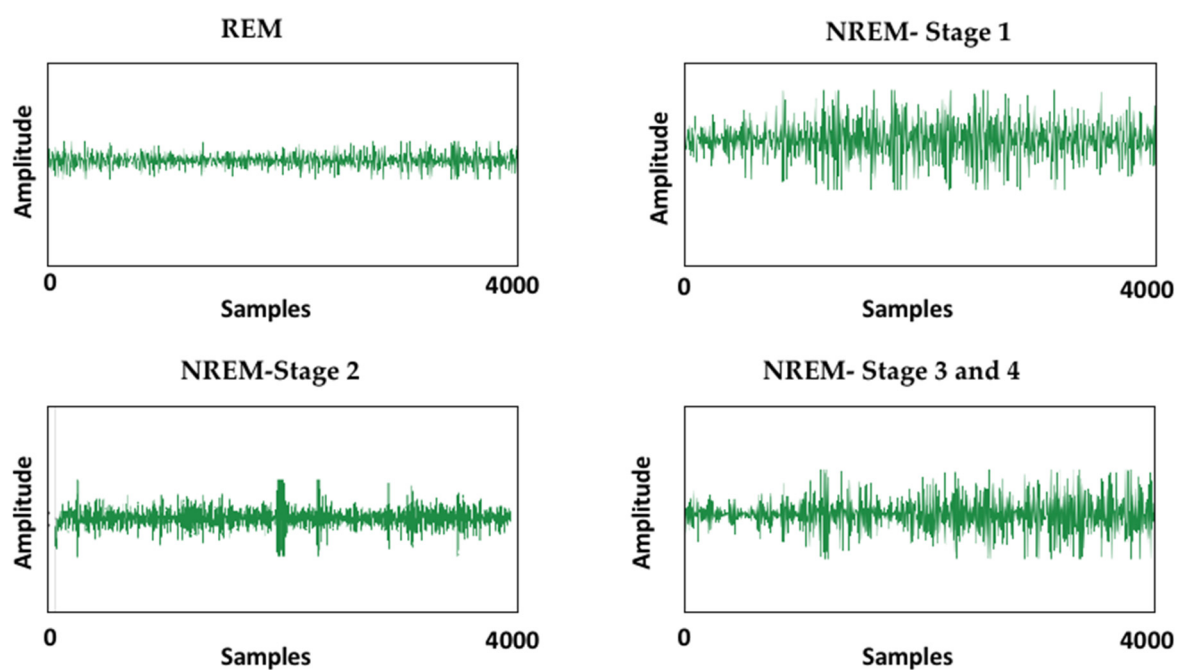 REM
Amplitude
0
4000
Samples
NREM- Stage 1
Amplitude
0
4000
Samples
NREM-Stage 2
Amplitude
0
4000
Samples
NREM- Stage 3 and 4
Amplitude
0
4000
Samples